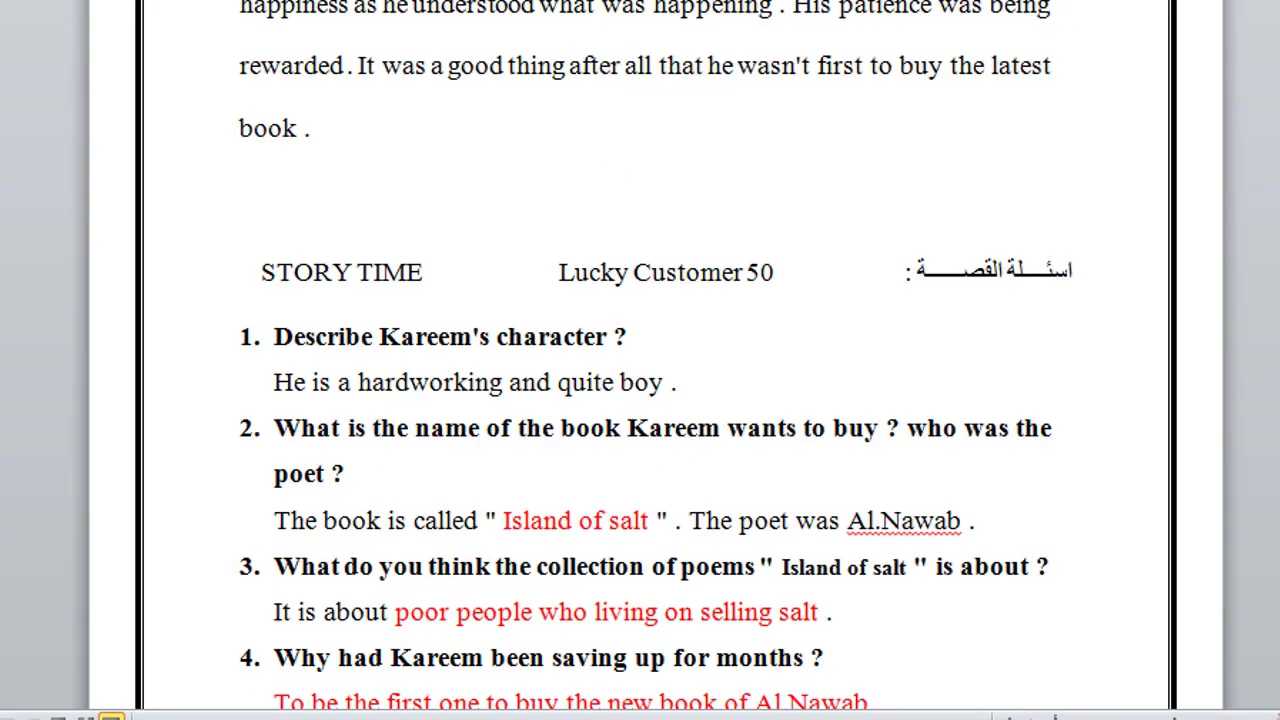 happiness as he understood what was happening . His patience was being
rewarded . It was a good thing after all that he wasn't first to buy the latest
book .
STORY TIME Lucky Customer 50 اسئــلة القصـــــة :
1. Describe Kareem's character ?
He is a hardworking and quite boy .
2. What is the name of the book Kareem wants to buy ? who was the
poet ?
The book is called " Island of salt " . The poet was Al.Nawab .
3. What do you think the collection of poems " Island of salt " is about ?
It is about poor people who living on selling salt .
4. Why had Kareem been saving up for months ?
To be the first one to buy the new book of Al Nawab